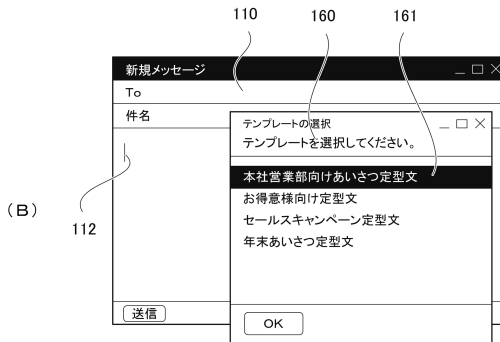 110
160
161
新規メッセージ
To
件名
テンプレートの選択
テンプレートを選択してください。
本社営業部向けあいさつ定型文
お得意様向け定型文
セールスキャンペーン定型文
年末あいさつ定型文
(B)
112
送信
OK